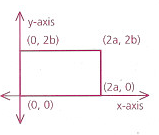 y-axis
(0, 2b) (2a, 2b)
(2a, 0)
(0, 0) x-axis